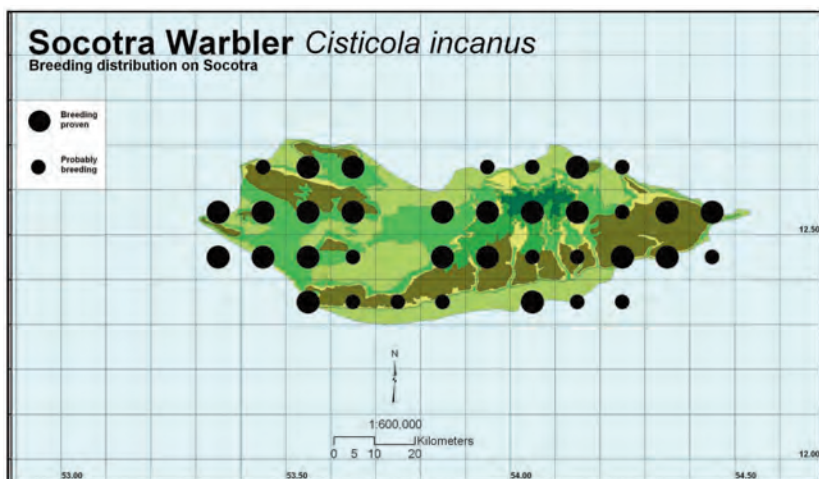 Socotra Warbler Cisticola incanus
Breeding distribution on Socotra
Breeding
proven
Probably
breeding
12.50
N
1:600,000
Kilometers
0 5 10 20
12.00
53.00 53.50 54.00 54.50